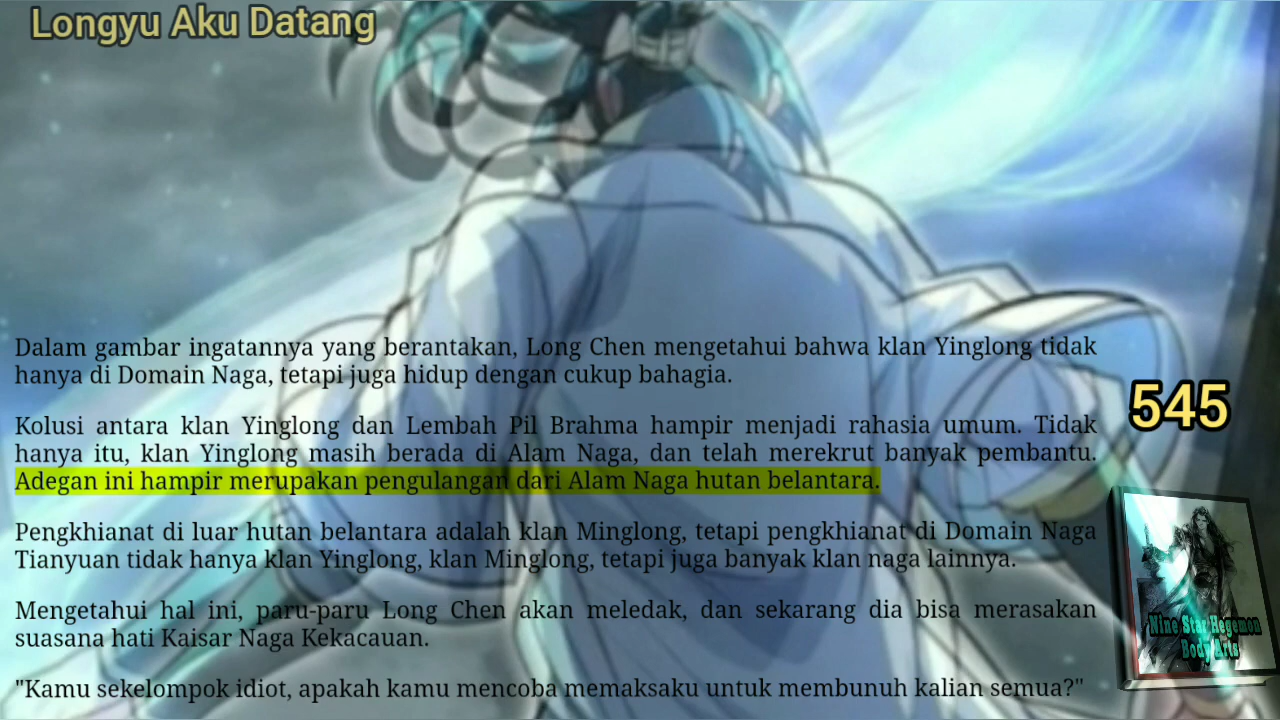 Longyu Aku Datang
Dalam gambar ingatannya yang berantakan, Long Chen mengetahui bahwa klan Yinglong tidak
hanya di Domain Naga, tetapi juga hidup dengan cukup bahagia.
Kolusi antara klan Yinglong dan Lembah Pil Brahma hampir menjadi rahasia umum. Tidak
hanya itu, klan Yinglong masih berada di Alam Naga, dan telah merekrut banyak pembantu.
Adegan ini hampir merupakan pengulangan dari Alam Naga hutan belantara.
Pengkhianat di luar hutan belantara adalah klan Minglong, tetapi pengkhianat di Domain Naga
Tianyuan tidak hanya klan Yinglong, klan Minglong, tetapi juga banyak klan naga lainnya.
Mengetahui hal ini, paru-paru Long Chen akan meledak, dan sekarang dia bisa merasakan
suasana hati Kaisar Naga Kekacauan.
"Kamu sekelompok idiot, apakah kamu mencoba memaksaku untuk membunuh kalian semua?"
545
Nine Star Hegemon
Body Arts